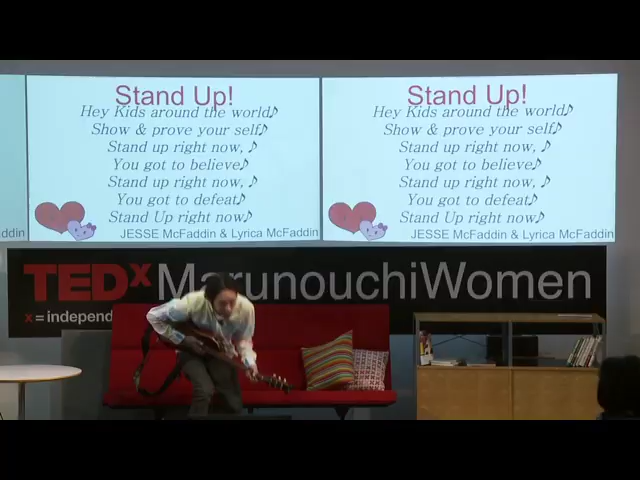 Stand Up!
Hey Kids around the world♪
Show & prove your self♪
Stand up right now, ♪
You got to believe♪
Stand up right now, ♪
You got to defeat♪
Stand Up right now♪
JESSE McFaddin & Lyrica McFaddin
Stand Up!
Hey Kids around the world♪
Show & prove your self♪
Stand up right now, ♪
You got to believe♪
Stand up right now, ♪
You got to defeat♪
Stand Up right now♪
JESSE McFaddin & Lyrica McFaddin
ddin
TEDx MarunouchiWomen
x = independ